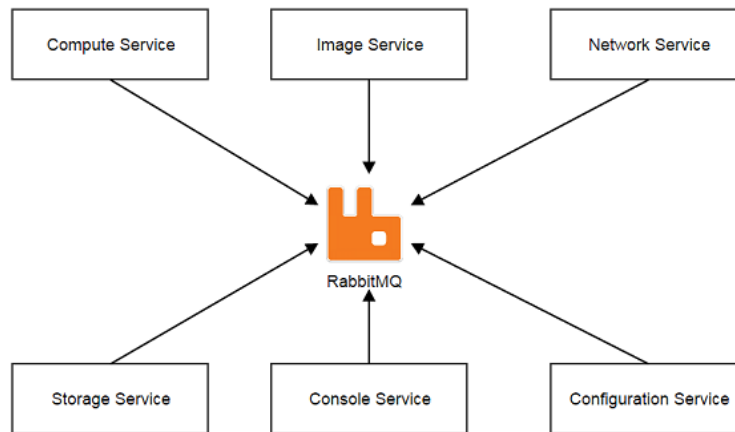 Compute Service
Image Service
Network Service
RabbitMQ
Storage Service
Console Service
Configuration Service